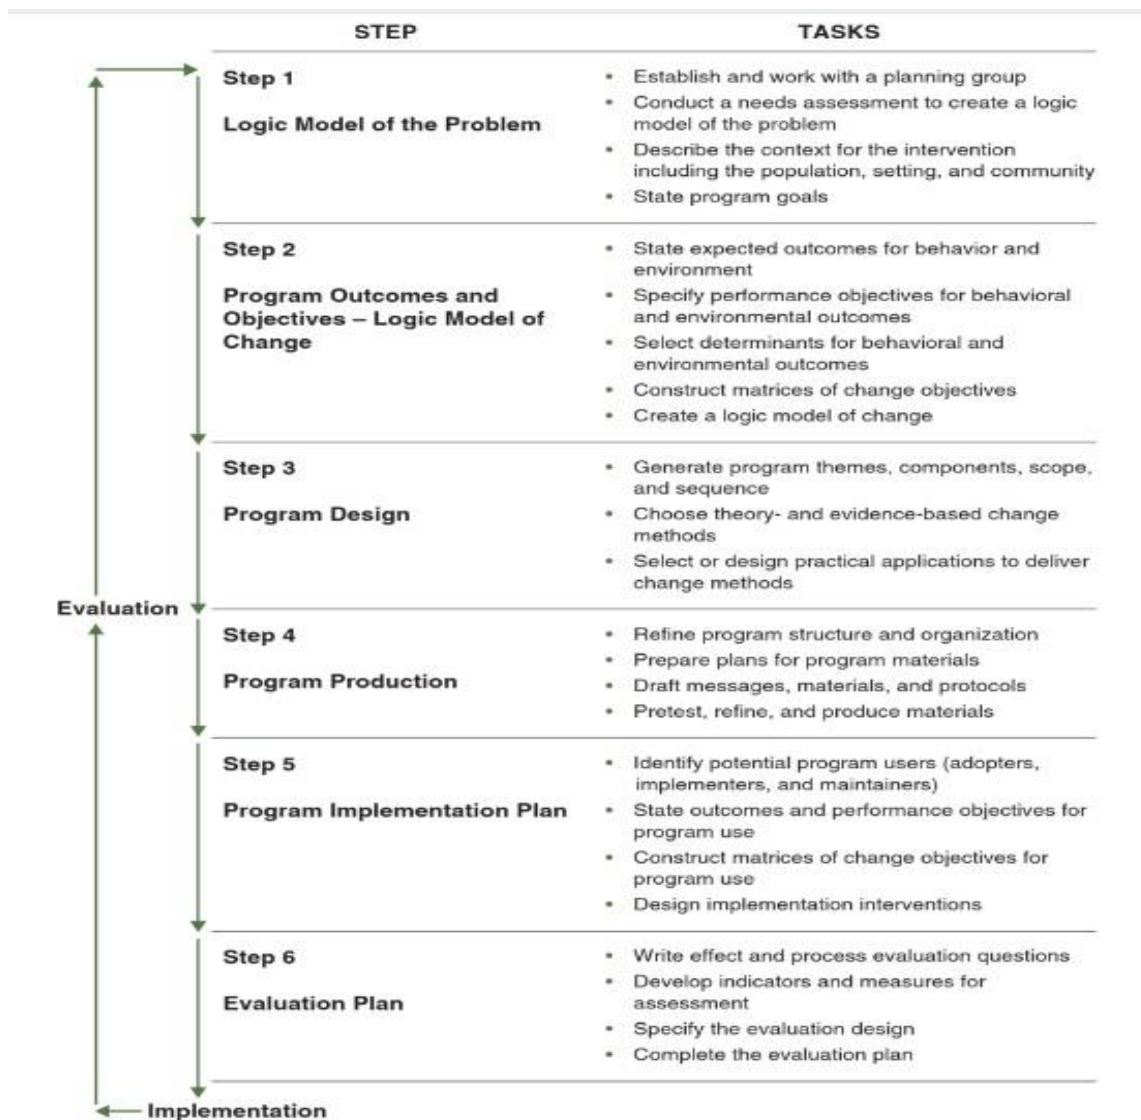 STEP
TASKS
Step 1
Logic Model of the Problem
• Establish and work with a planning group
• Conduct a needs assessment to create a logic
model of the problem
• Describe the context for the intervention
including the population, setting, and community
• State program goals
Step 2
Program Outcomes and
Objectives – Logic Model of
Change
• State expected outcomes for behavior and
environment
• Specify performance objectives for behavioral
and environmental outcomes
• Select determinants for behavioral and
environmental outcomes
• Construct matrices of change objectives
• Create a logic model of change
Step 3
Program Design
• Generate program themes, components, scope,
and sequence
• Choose theory- and evidence-based change
methods
• Select or design practical applications to deliver
change methods
Evaluation
Step 4
Program Production
• Refine program structure and organization
• Prepare plans for program materials
• Draft messages, materials, and protocols
• Pretest, refine, and produce materials
Step 5
Program Implementation Plan
• Identify potential program users (adopters,
implementers, and maintainers)
• State outcomes and performance objectives for
program use
• Construct matrices of change objectives for
program use
• Design implementation interventions
Step 6
Evaluation Plan
• Write effect and process evaluation questions
• Develop indicators and measures for
assessment
• Specify the evaluation design
• Complete the evaluation plan
Implementation